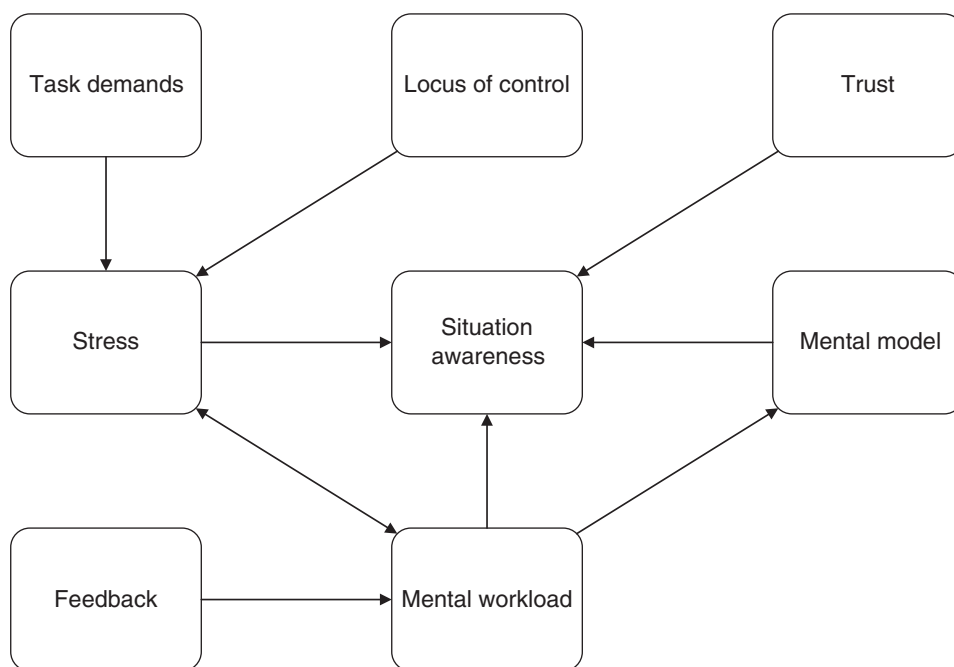 Task demands
Locus of control
Trust
Stress
Situation
awareness
Mental model
Feedback
Mental workload